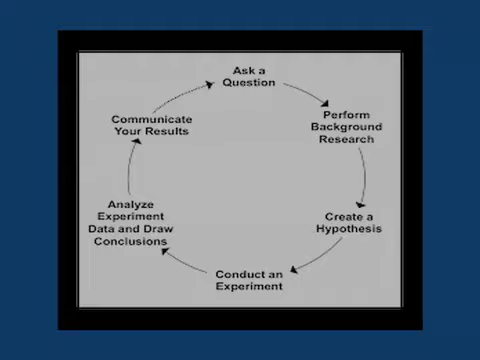 Ask a
Question
Perform
Background
Research
Create a
Hypothesis
Conduct an
Experiment
Analyze
Experiment
Data and Draw
Conclusions
Communicate
Your Results